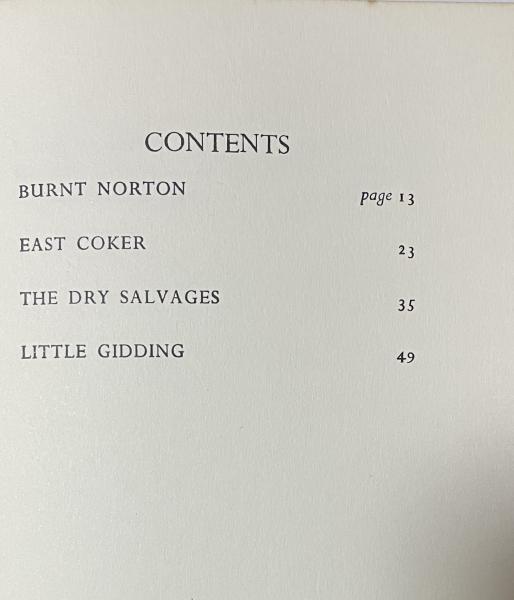 CONTENTS
BURNT NORTON page 13
EAST COKER 23
THE DRY SALVAGES 35
LITTLE GIDDING 49